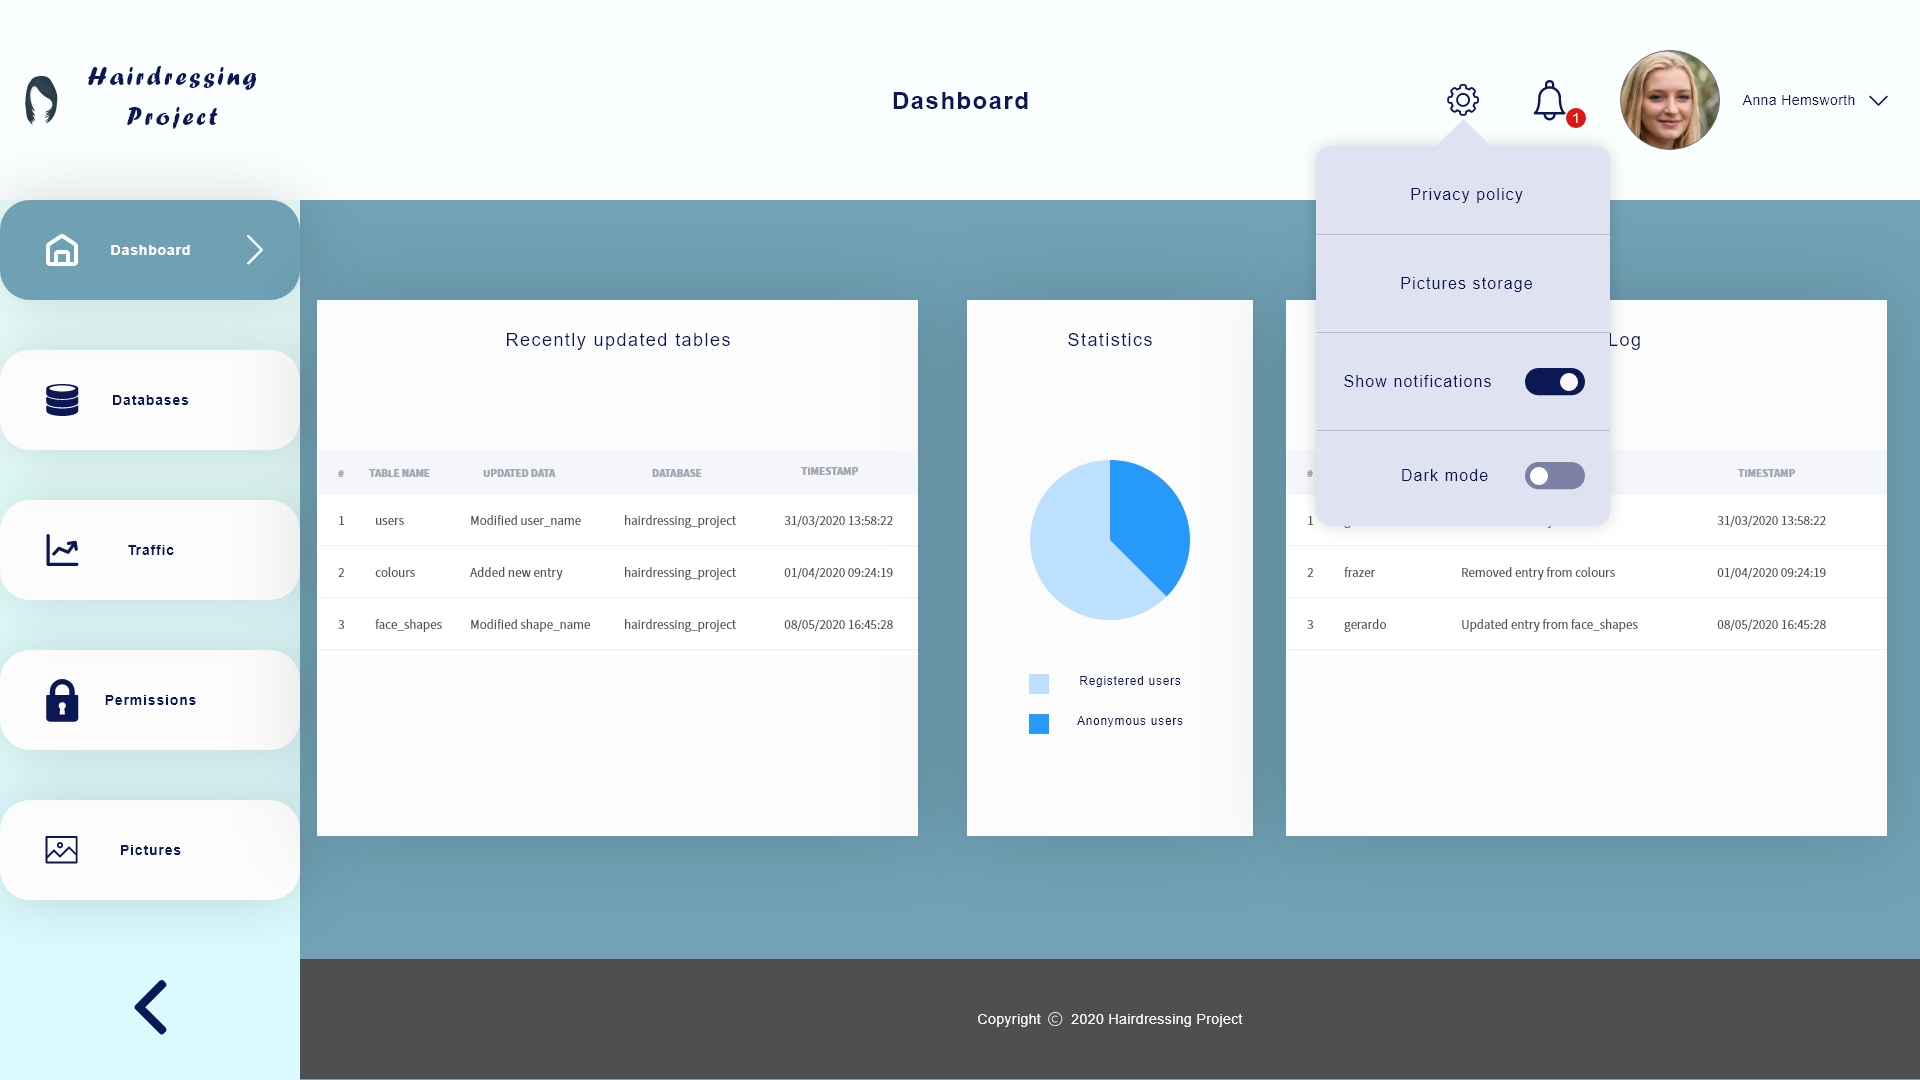 Hairdressing
Project
Dashboard
1
Anna Hemsworth
Privacy policy
Pictures storage
Show notifications
Dark mode
Dashboard
Databases
Traffic
Permissions
Pictures
Recently updated tables
# TABLE NAME UPDATED DATA DATABASE TIMESTAMP
1 users Modified user_name hairdressing_project 31/03/2020 13:58:22
2 colours Added new entry hairdressing_project 01/04/2020 09:24:19
3 face_shapes Modified shape_name hairdressing_project 08/05/2020 16:45:28
Statistics
Registered users
Anonymous users
Log
# TIMESTAMP
1 31/03/2020 13:58:22
2 frazer Removed entry from colours 01/04/2020 09:24:19
3 gerardo Updated entry from face_shapes 08/05/2020 16:45:28
Copyright © 2020 Hairdressing Project